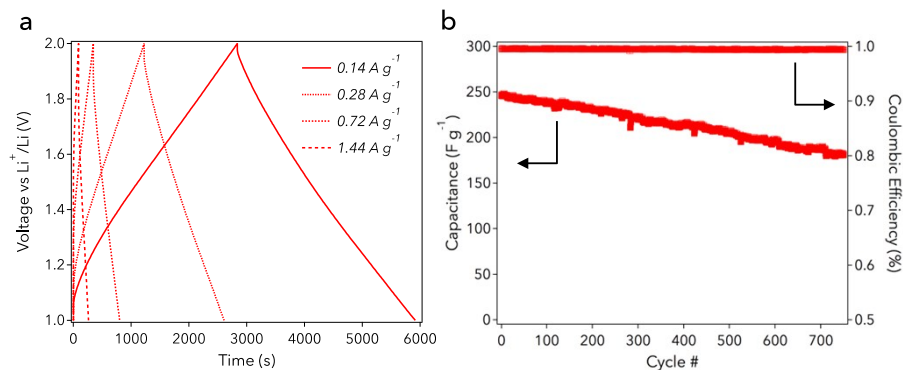 a
Voltage vs Li⁺/Li (V)
2.0
1.8
1.6
1.4
1.2
1.0
0.14 A g⁻¹
0.28 A g⁻¹
0.72 A g⁻¹
1.44 A g⁻¹
0 1000 2000 3000 4000 5000 6000
Time (s)
b
Capacitance (F g⁻¹)
300
250
200
150
100
50
0
0 100 200 300 400 500 600 700
Cycle #
1.0
0.9
0.8
0.7
0.6
0.5
Coulombic Efficiency (%)